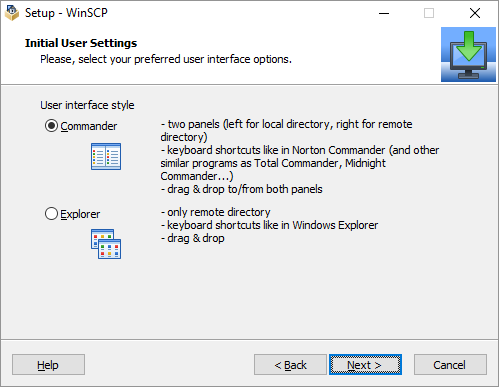 Setup - WinSCP
Initial User Settings
Please, select your preferred user interface options.
User interface style
Commander
- two panels (left for local directory, right for remote
directory)
- keyboard shortcuts like in Norton Commander (and other
similar programs as Total Commander, Midnight
Commander...)
- drag & drop to/from both panels
Explorer
- only remote directory
- keyboard shortcuts like in Windows Explorer
- drag & drop
Help
< Back
Next >
Cancel